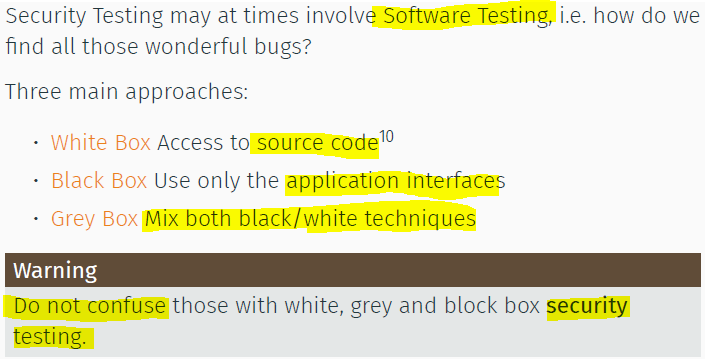 Security Testing may at times involve Software Testing, i.e. how do we
find all those wonderful bugs?
Three main approaches:
• White Box Access to source code10
• Black Box Use only the application interfaces
• Grey Box Mix both black/white techniques
Warning
Do not confuse those with white, grey and block box security
testing.